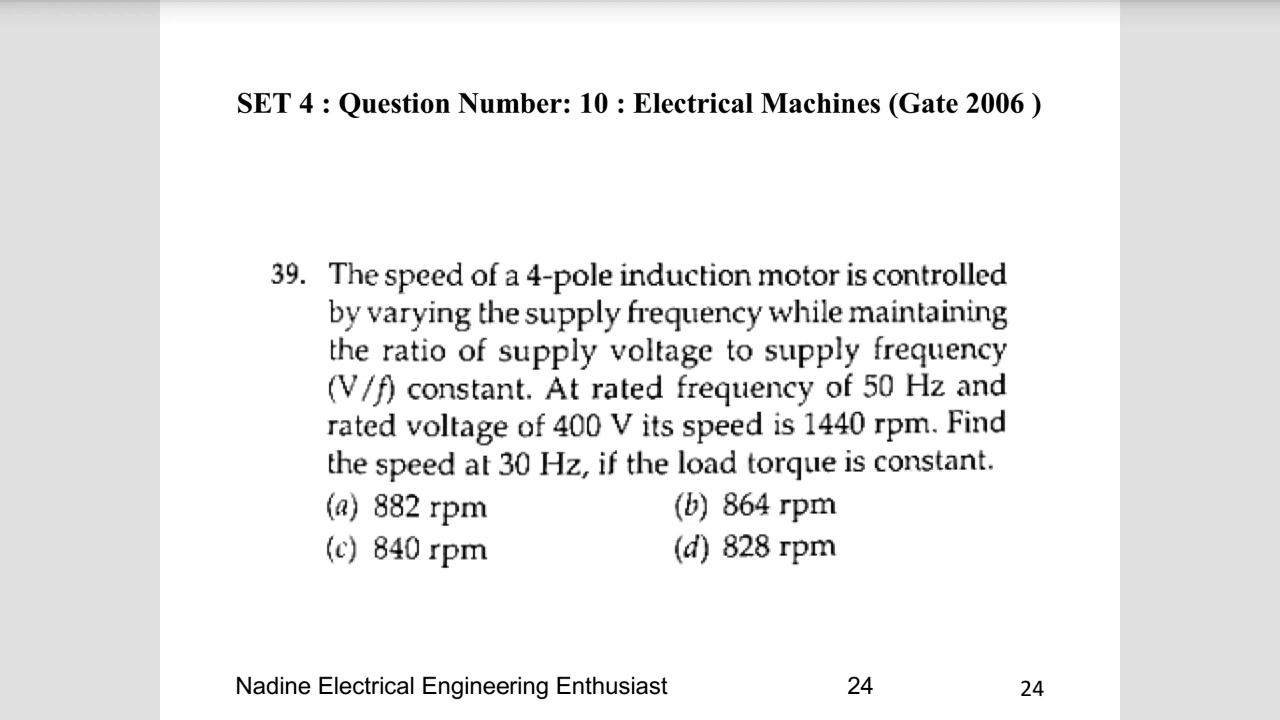 SET 4 : Question Number: 10 : Electrical Machines (Gate 2006 )
39. The speed of a 4-pole induction motor is controlled
by varying the supply frequency while maintaining
the ratio of supply voltage to supply frequency
(V/f) constant. At rated frequency of 50 Hz and
rated voltage of 400 V its speed is 1440 rpm. Find
the speed at 30 Hz, if the load torque is constant.
(a) 882 rpm (b) 864 rpm
(c) 840 rpm (d) 828 rpm
Nadine Electrical Engineering Enthusiast 24 24